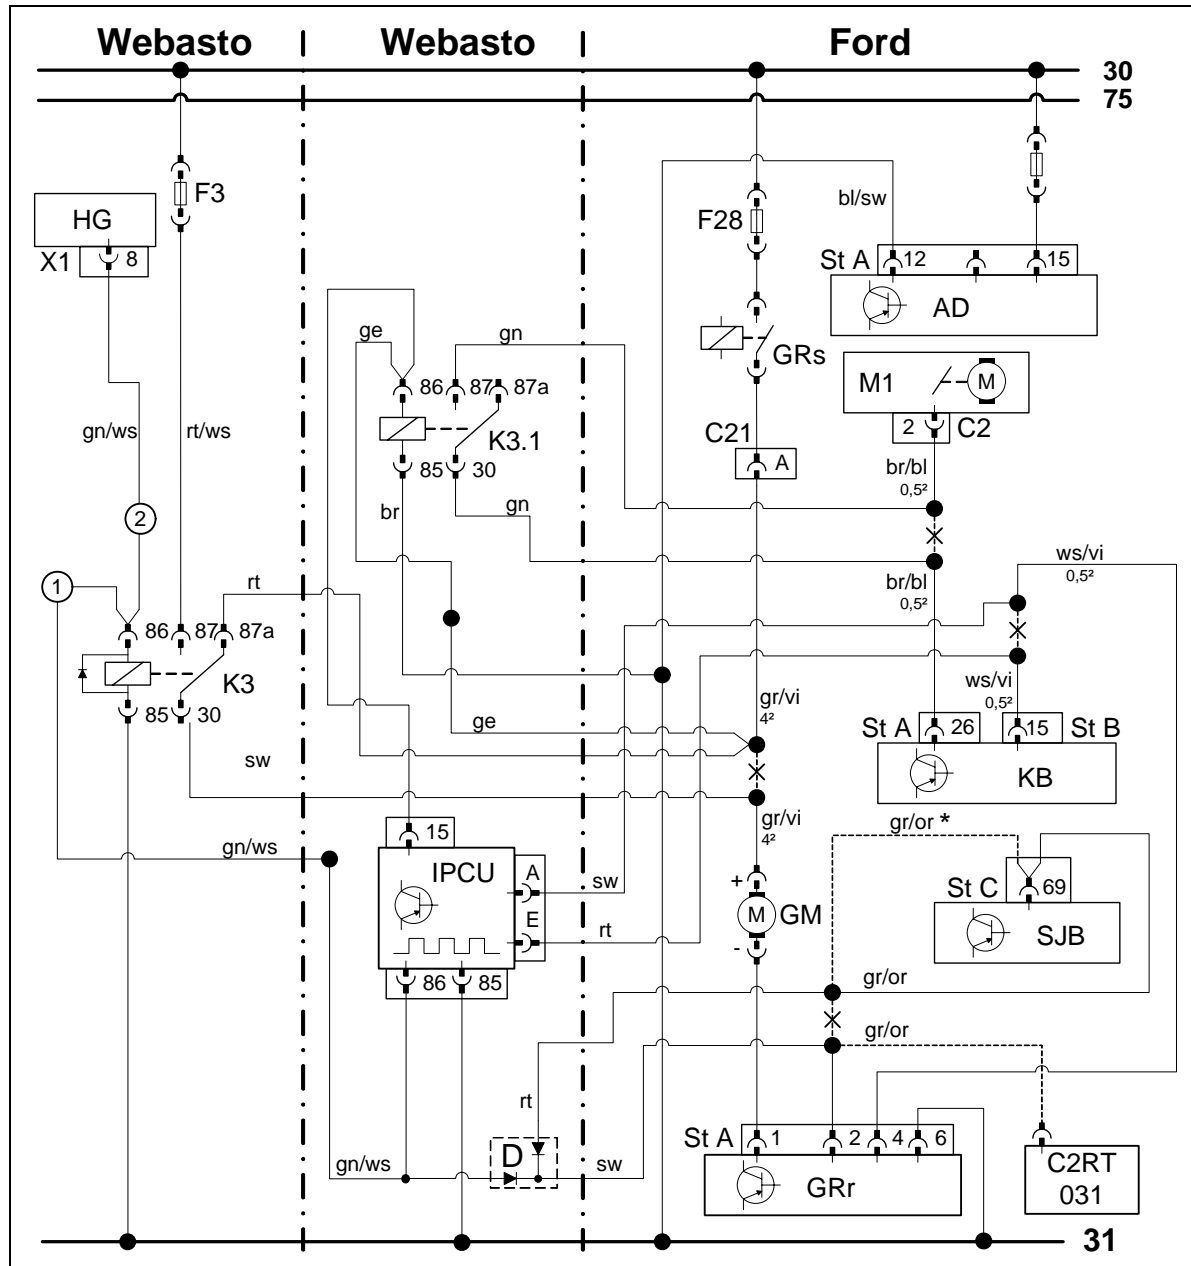 Webasto
Webasto
Ford
30
75
F3
HG
X1
8
bl/sw
F28
St A
12
15
AD
ge
gn
GRs
M1
M
86
87
87a
K3.1
2
C2
C21
A
gn/ws
rt/ws
85
30
br/bl
0,5²
br
gn
2
ws/vi
0,5²
1
rt
br/bl
0,5²
86
87
87a
K3
85
30
ws/vi
0,5²
gr/vi
4²
St A
26
15
St B
ge
sw
KB
gr/vi
4²
gr/or *
15
gn/ws
IPCU
A
sw
St C
69
+
M
GM
E
rt
-
SJB
86
85
gr/or
gr/or
rt
St A
1
2
4
6
D
gn/ws
sw
GRr
C2RT
031
31